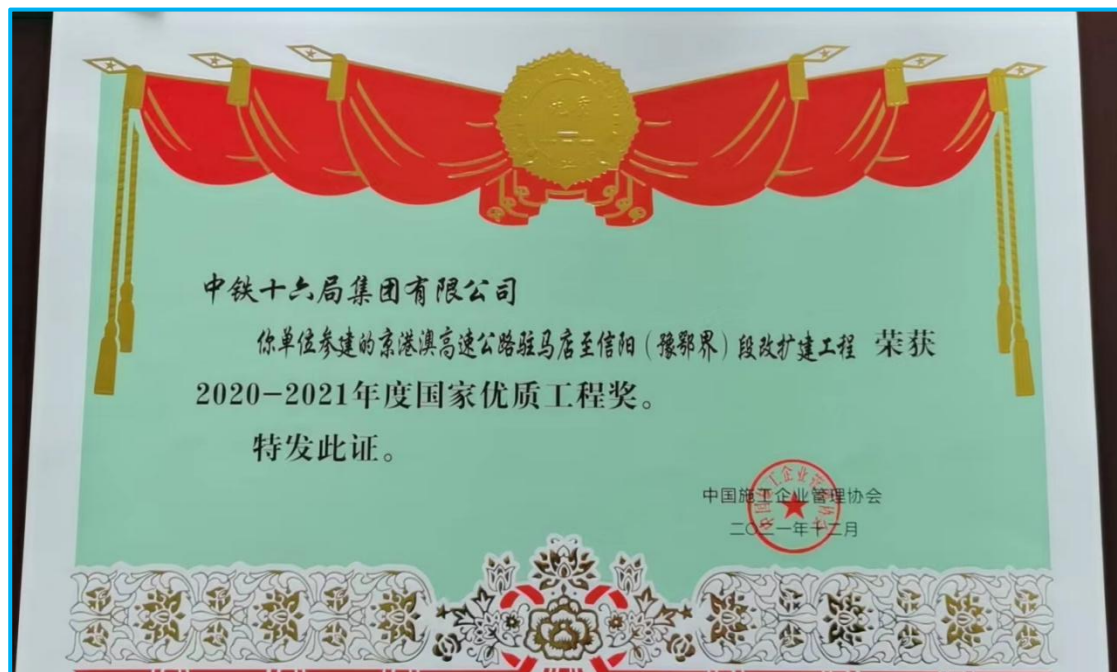 中铁十六局集团有限公司
你单位参建的京港澳高速公路驻马店至信阳（豫鄂界）段改扩建工程 荣获
2020-2021年度国家优质工程奖。
特发此证。
中国施工企业管理协会
二〇二一年十二月